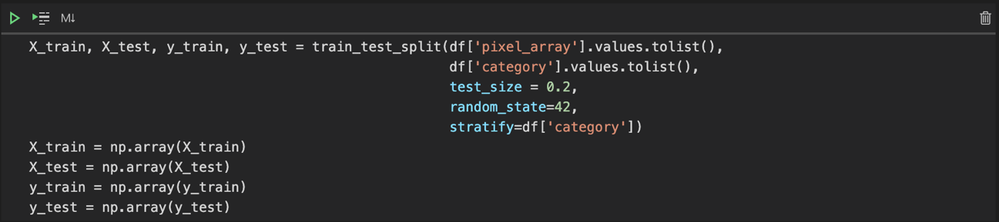 M↓
X_train, X_test, y_train, y_test = train_test_split(df['pixel_array'].values.tolist(),
df['category'].values.tolist(),
test_size = 0.2,
random_state=42,
stratify=df['category'])
X_train = np.array(X_train)
X_test = np.array(X_test)
y_train = np.array(y_train)
y_test = np.array(y_test)